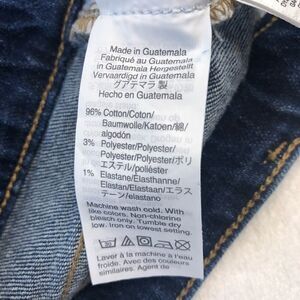 Made in Guatemala
Fabriqué au Guatemala
in Guatemala Hergestellt
Vervaardigd in Guatemala
グアテマラ 製
Hecho en Guatemala
96% Cotton/Coton/
Baumwolle/Katoen/綿/
algodón
3% Polyester/Polyester/
Polyester/Polyester/ポリ
エステル/poliéster
1% Elastane/Élasthanne/
Elastan/Elastaan/エラス
テーン/elastano
Machine wash cold. With
like colors. Non-chlorine
bleach only. Tumble dry
low. Iron on lowest setting.
Laver à la machine à l'eau
froide. Avec des couleurs
similaires. Agent de